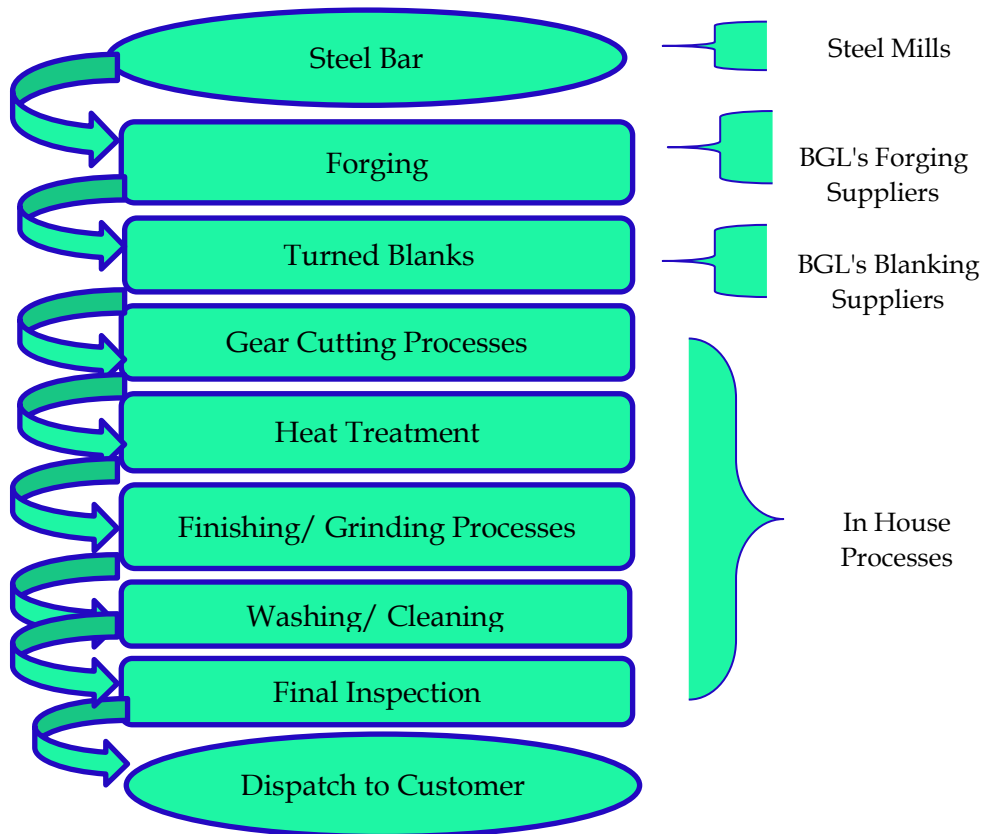 Steel Bar
Steel Mills
Forging
BGL's Forging
Suppliers
Turned Blanks
BGL's Blanking
Suppliers
Gear Cutting Processes
Heat Treatment
Finishing/ Grinding Processes
In House
Processes
Washing/ Cleaning
Final Inspection
Dispatch to Customer